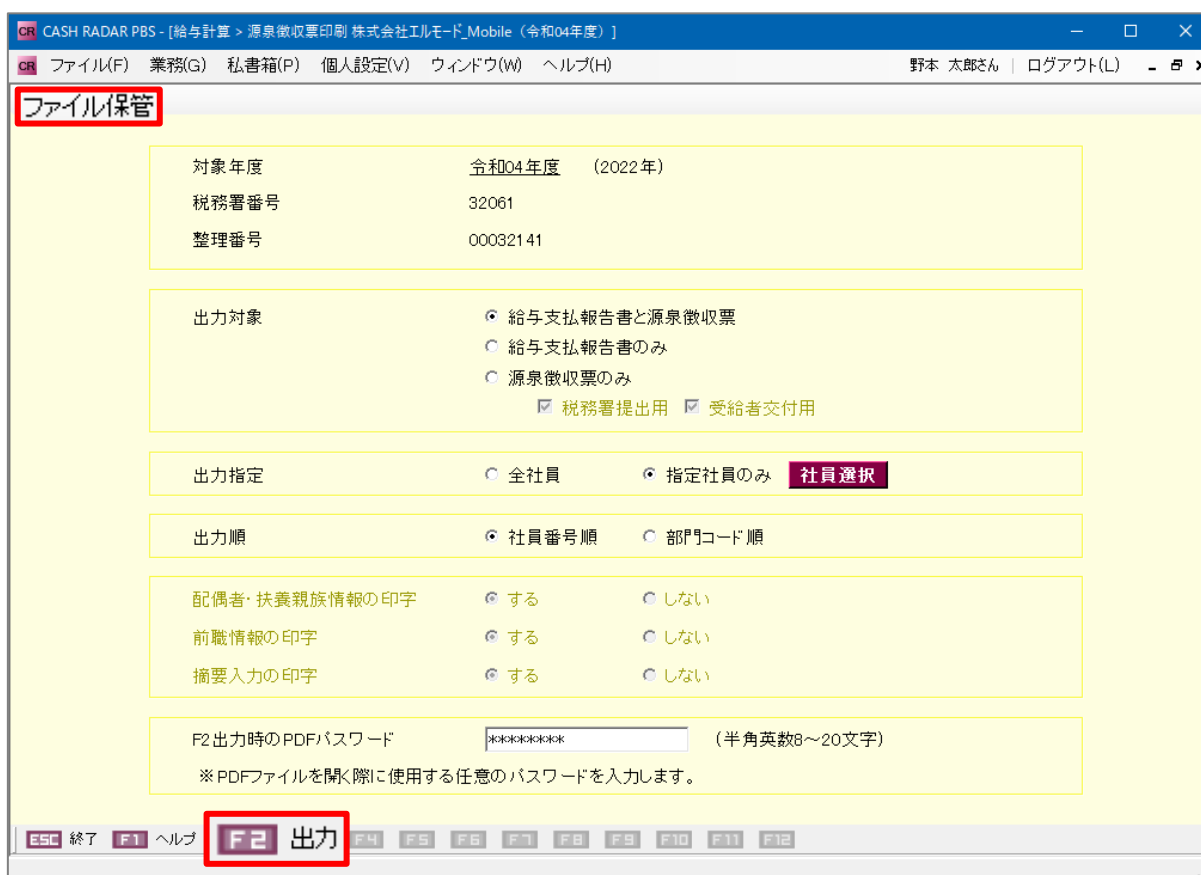 CR CASH RADAR PBS - [給与計算 > 源泉徴収票印刷 株式会社エルモード_Mobile（令和04年度）]
CR ファイル(F) 業務(G) 私書箱(P) 個人設定(V) ウィンドウ(W) ヘルプ(H) 野本 太郎さん | ログアウト(L)
ファイル保管
対象年度 令和04年度 (2022年)
税務署番号 32061
整理番号 00032141
出力対象 給与支払報告書と源泉徴収票
給与支払報告書のみ
源泉徴収票のみ
税務署提出用 受給者交付用
出力指定 全社員 指定社員のみ 社員選択
出力順 社員番号順 部門コード順
配偶者・扶養親族情報の印字 する しない
前職情報の印字 する しない
摘要入力の印字 する しない
F2出力時のPDFパスワード ********* (半角英数8～20文字)
※PDFファイルを開く際に使用する任意のパスワードを入力します。
ESC 終了 F1 ヘルプ F2 出力 F4 F5 F6 F7 F8 F9 F10 F11 F12